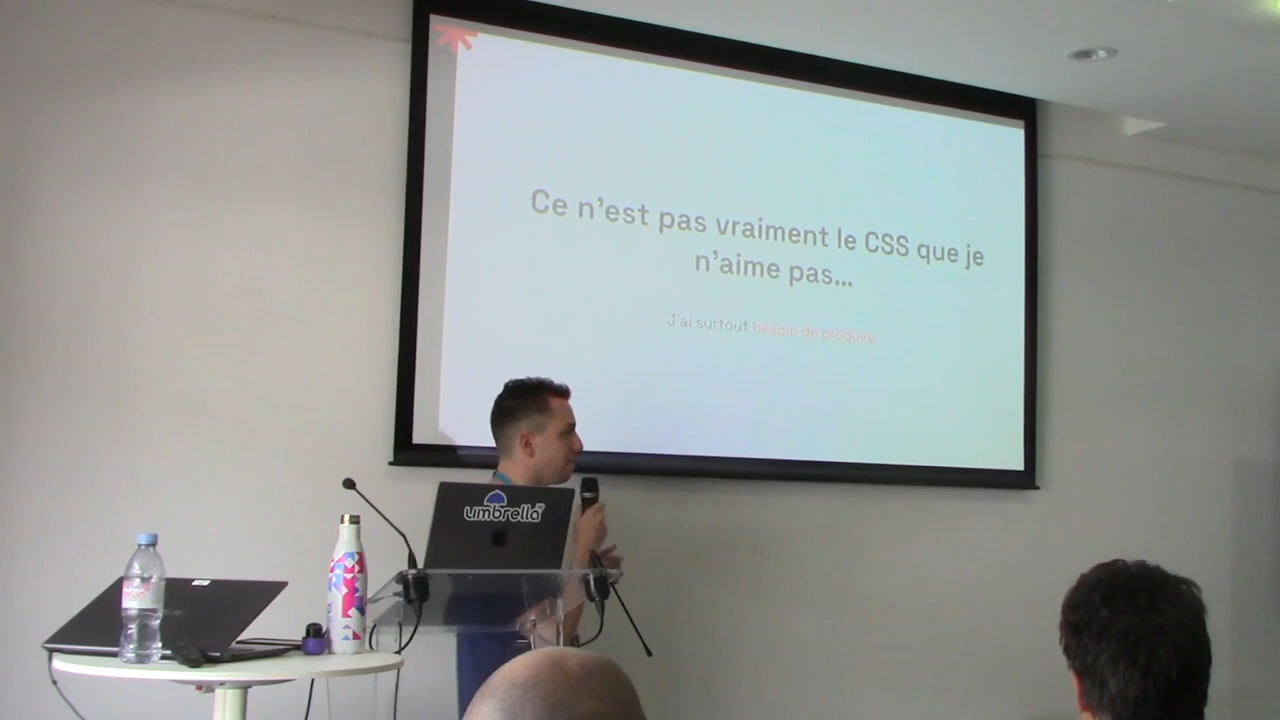 Ce n'est pas vraiment le CSS que je
n'aime pas...
J'ai surtout besoin de produire
umbrella